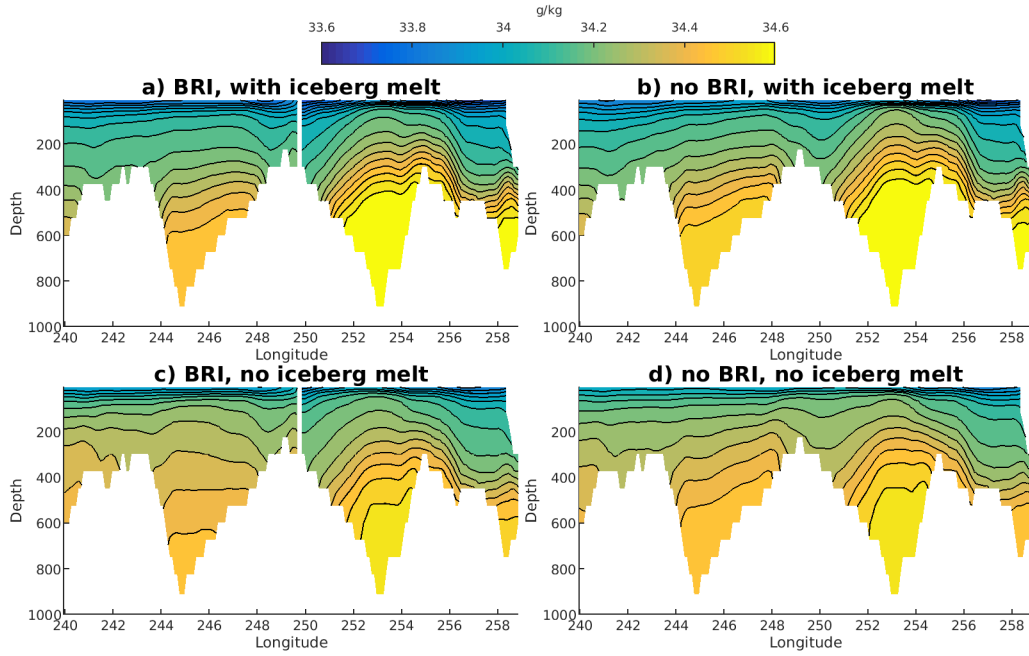 g/kg
33.6 33.8 34 34.2 34.4 34.6
a) BRI, with iceberg melt
b) no BRI, with iceberg melt
Depth
200
400
600
800
1000
240 242 244 246 248 250 252 254 256 258
Longitude
Depth
200
400
600
800
1000
240 242 244 246 248 250 252 254 256 258
Longitude
c) BRI, no iceberg melt
d) no BRI, no iceberg melt
Depth
200
400
600
800
1000
240 242 244 246 248 250 252 254 256 258
Longitude
Depth
200
400
600
800
1000
240 242 244 246 248 250 252 254 256 258
Longitude